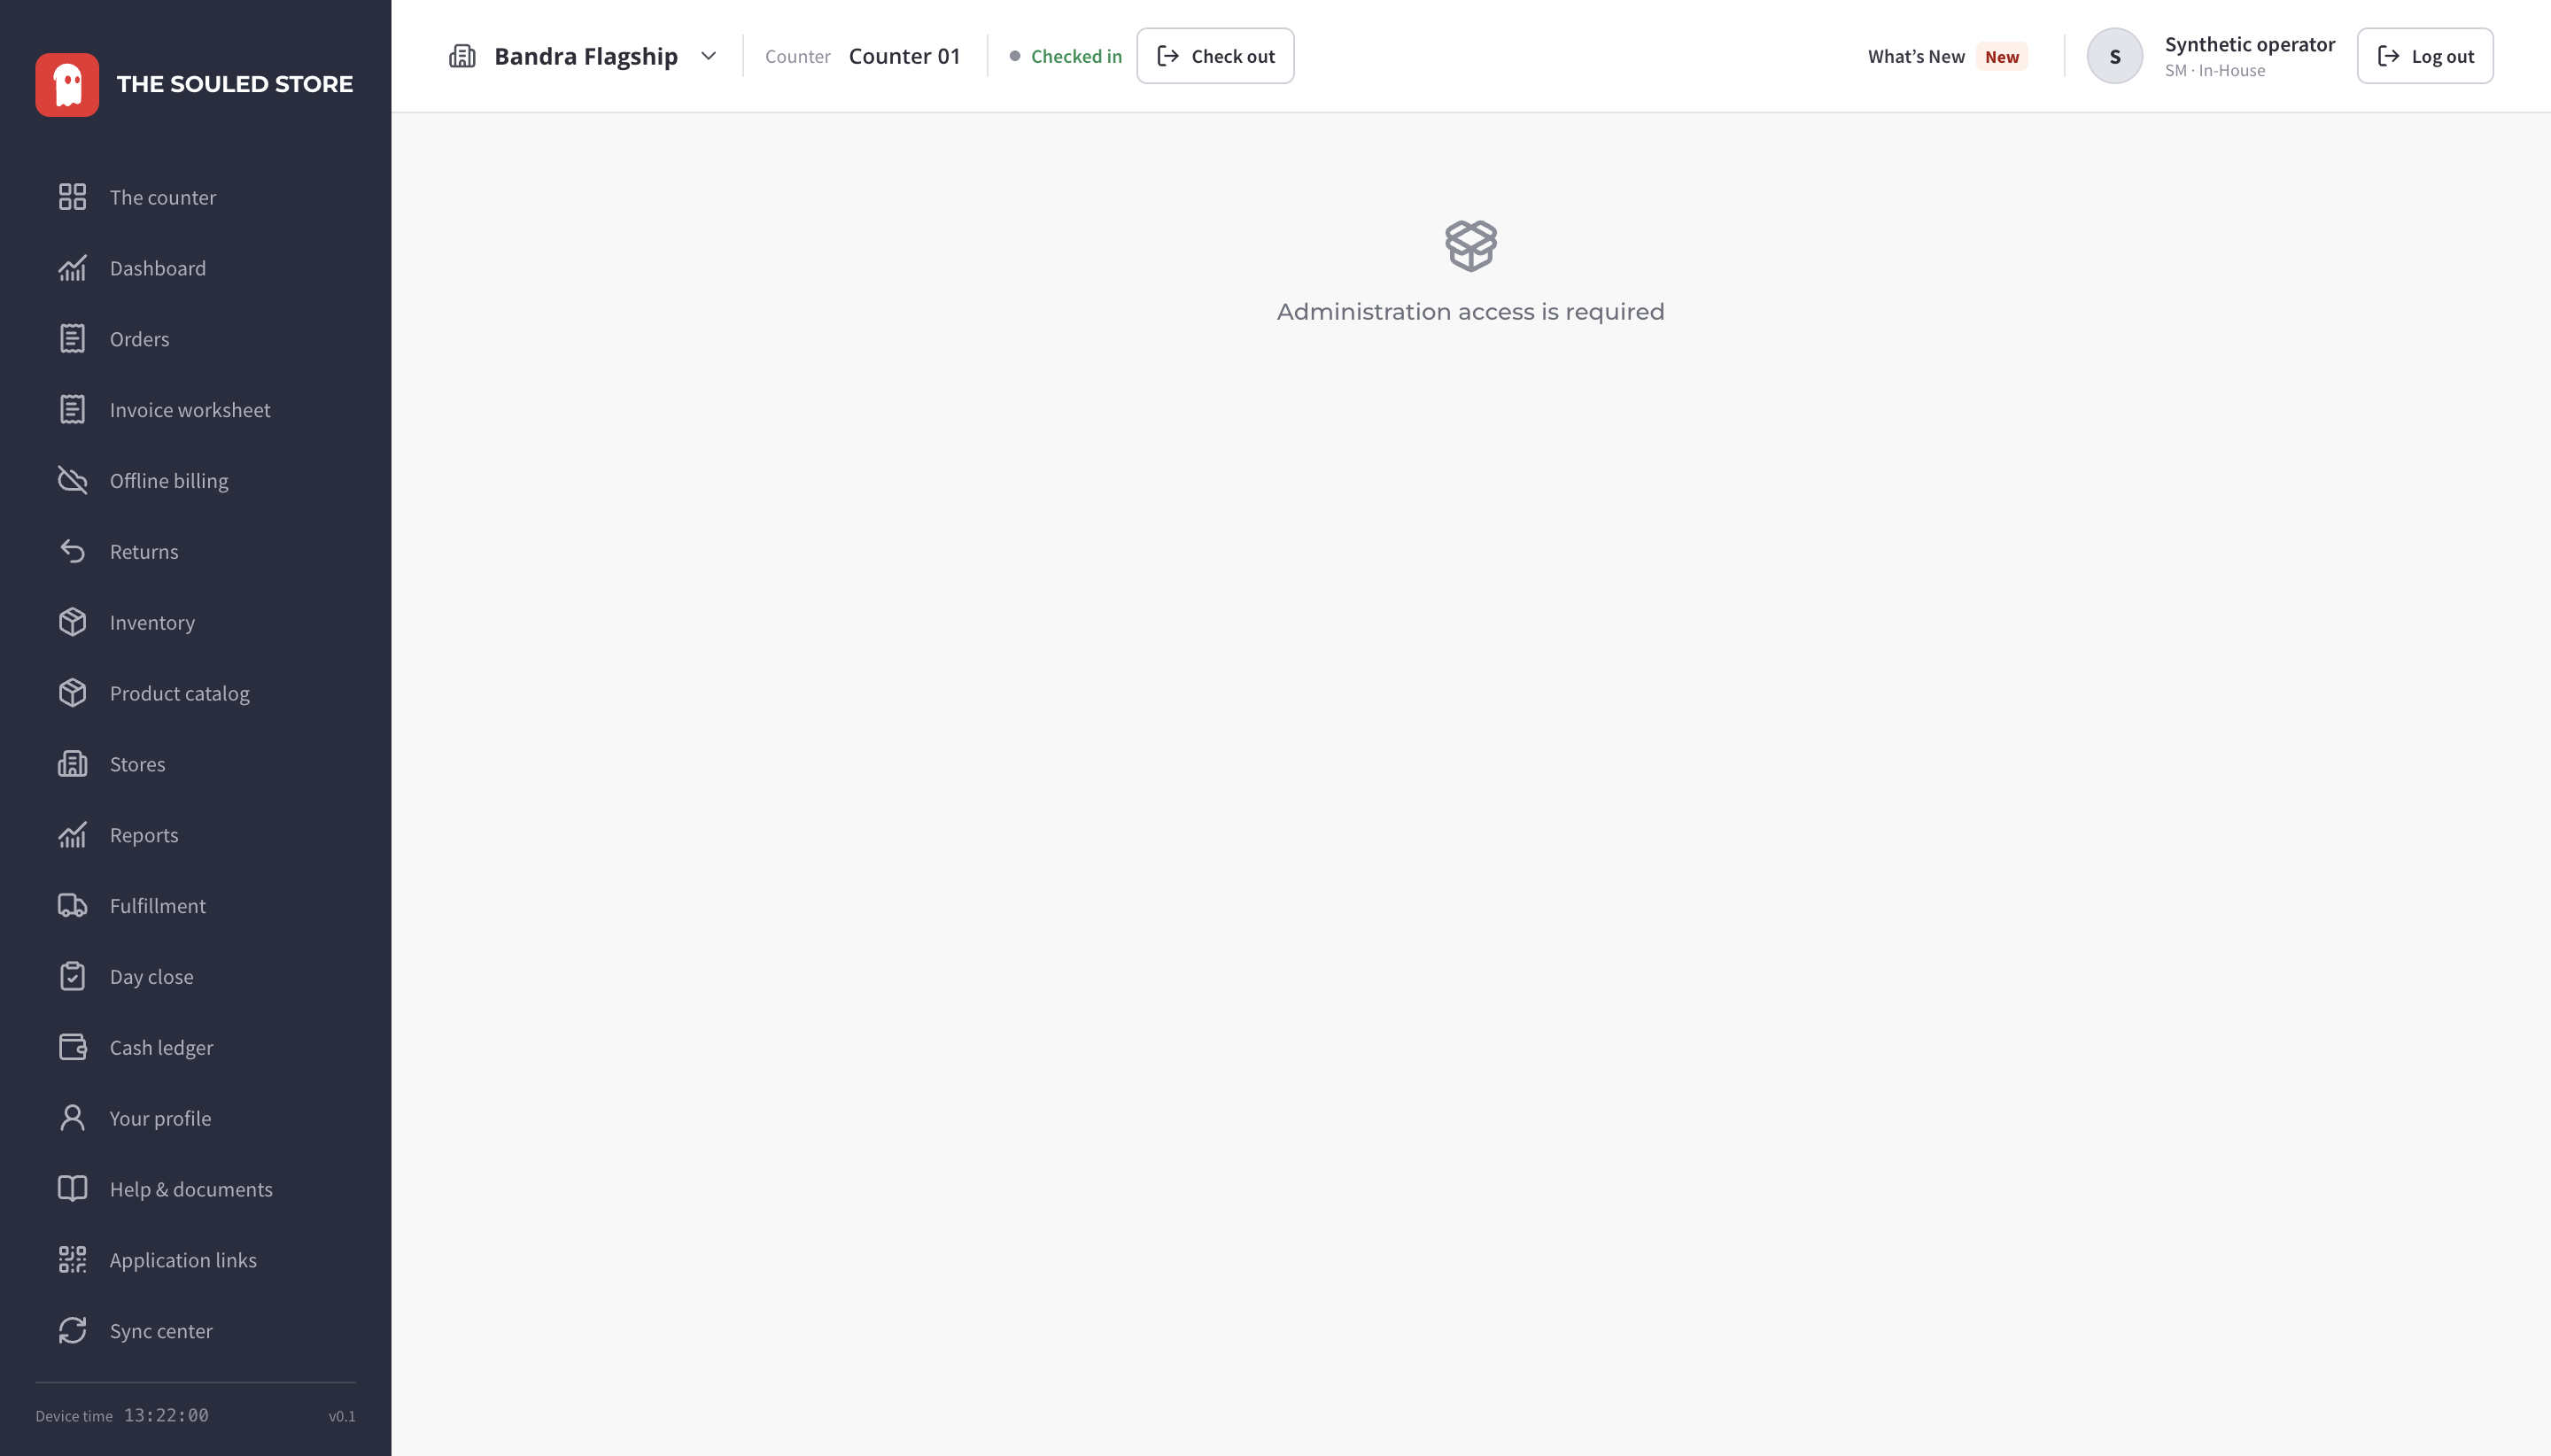 THE SOULED STORE
The counter
Dashboard
Orders
Invoice worksheet
Offline billing
Returns
Inventory
Product catalog
Stores
Reports
Fulfillment
Day close
Cash ledger
Your profile
Help & documents
Application links
Sync center
Device time 13:22:00 v0.1
Bandra Flagship Counter Counter 01 Checked in Check out What’s New New S Synthetic operator Log out
SM · In-House
Administration access is required